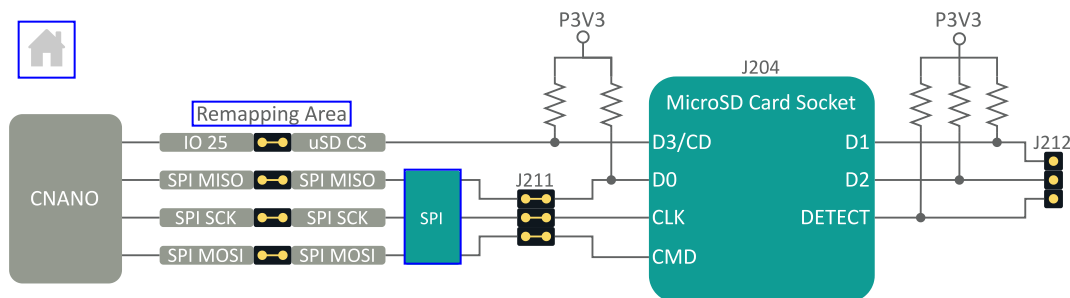 P3V3
P3V3
J204
Remapping Area
MicroSD Card Socket
IO 25
uSD CS
D3/CD
D1
J212
SPI MISO
SPI MISO
J211
D0
D2
CNANO
SPI SCK
SPI SCK
SPI
CLK
DETECT
SPI MOSI
SPI MOSI
CMD